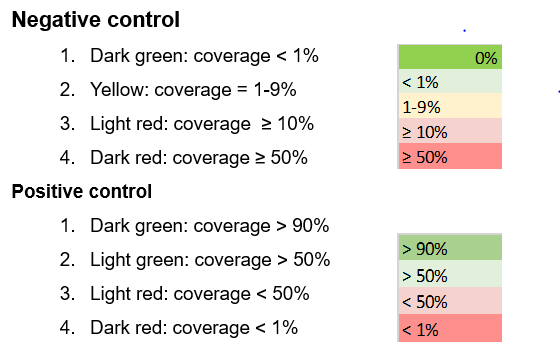 Negative control
1. Dark green: coverage < 1%
2. Yellow: coverage = 1-9%
3. Light red: coverage ≥ 10%
4. Dark red: coverage ≥ 50%
0%
< 1%
1-9%
≥ 10%
≥ 50%
Positive control
1. Dark green: coverage > 90%
2. Light green: coverage > 50%
3. Light red: coverage < 50%
4. Dark red: coverage < 1%
> 90%
> 50%
< 50%
< 1%